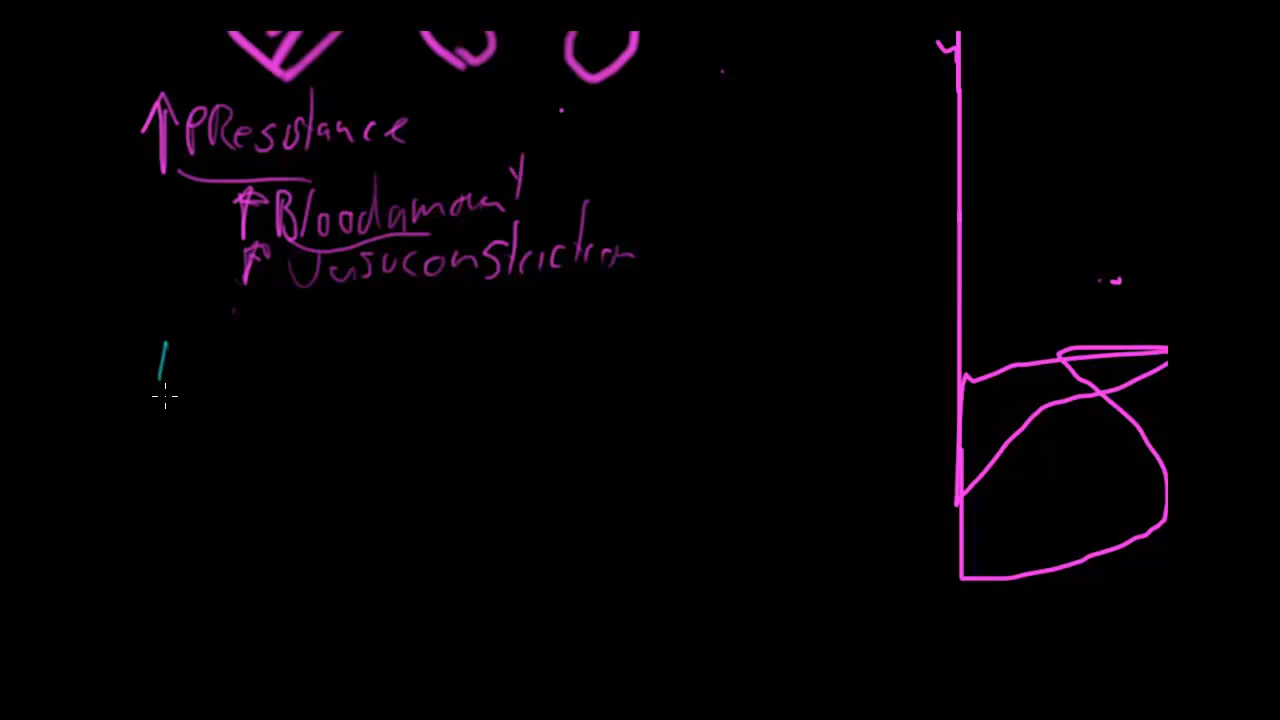 ↑ PResistance
↑ Bloodamount
↑ Vasoconstriction